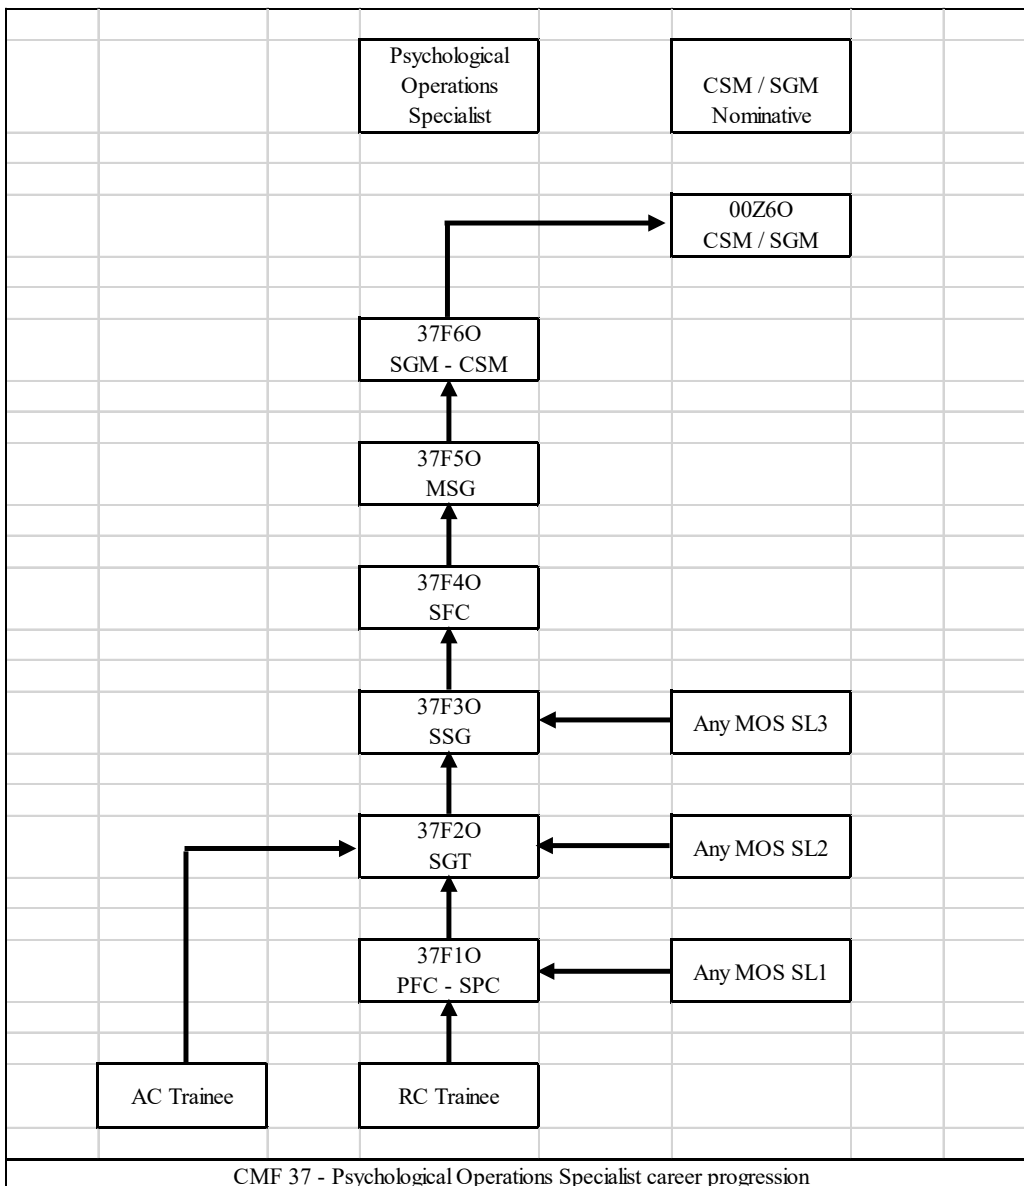 Psychological
Operations
Specialist
CSM / SGM
Nominative
00Z6O
CSM / SGM
37F6O
SGM - CSM
37F5O
MSG
37F4O
SFC
37F3O
SSG
Any MOS SL3
37F2O
SGT
Any MOS SL2
37F1O
PFC - SPC
Any MOS SL1
AC Trainee
RC Trainee
CMF 37 - Psychological Operations Specialist career progression